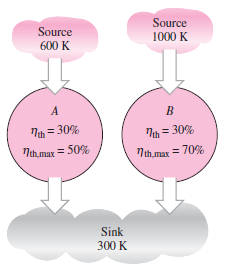 Source
600 K
Source
1000 K
A
ηth = 30%
ηth,max = 50%
B
ηth = 30%
ηth,max = 70%
Sink
300 K